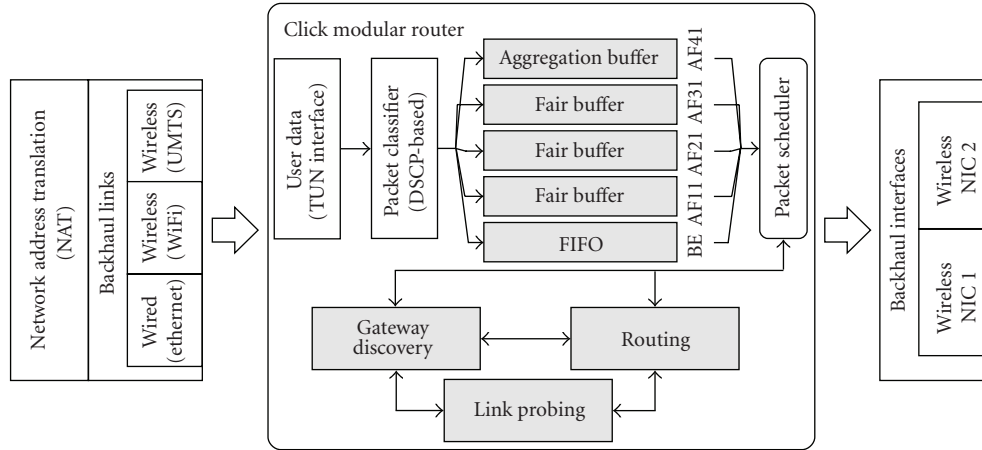 Network address translation
(NAT)
Backhaul links
Wireless
(UMTS)
Wireless
(WiFi)
Wired
(ethernet)
Click modular router
User data
(TUN interface)
Packet classifier
(DSCP-based)
Aggregation buffer
AF41
Fair buffer
AF31
Fair buffer
AF21
Fair buffer
AF11
FIFO
BE
Packet scheduler
Gateway
discovery
Routing
Link probing
Backhaul interfaces
Wireless
NIC 2
Wireless
NIC 1